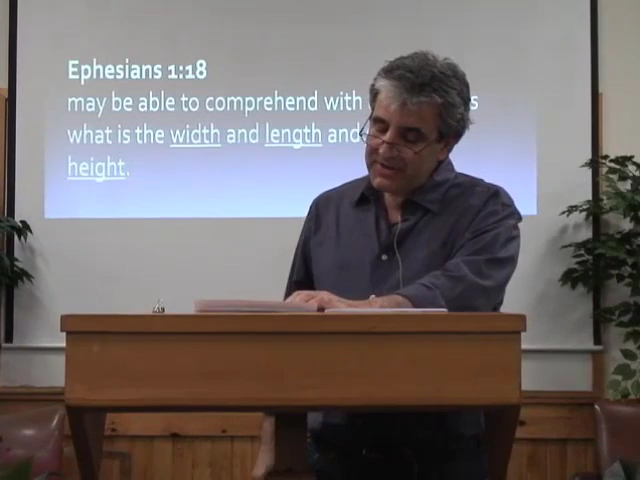 Ephesians 1:18
may be able to comprehend with
what is the width and length and
height.